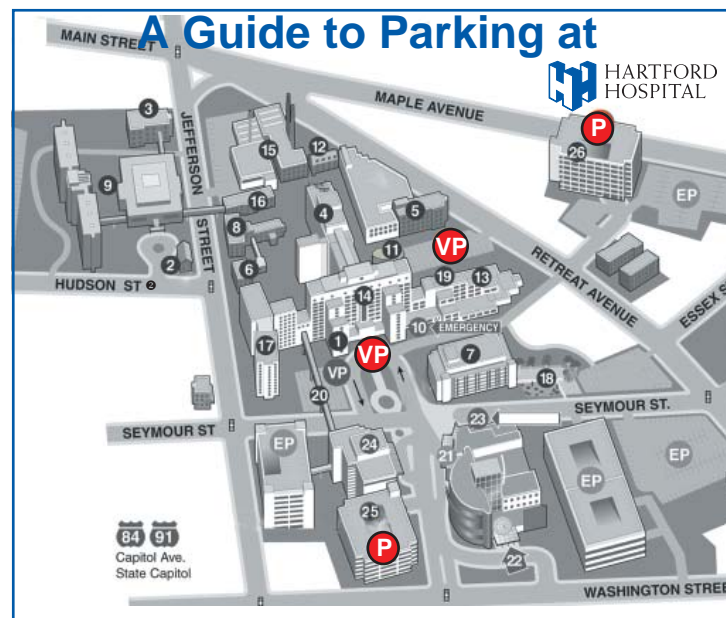 A Guide to Parking at
HARTFORD
HOSPITAL
MAIN STREET
MAPLE AVENUE
JEFFERSON
STREET
3
15
12
P
26
9
16
4
5
EP
8
VP
2
11
RETREAT AVENUE
6
19
13
HUDSON ST 2
14
ESSEX S
10
EMERGENCY
1
VP
7
17
VP
18
20
SEYMOUR ST.
SEYMOUR ST
23
EP
24
21
EP
EP
25
84
91
P
Capitol Ave.
State Capitol
22
WASHINGTON STREE